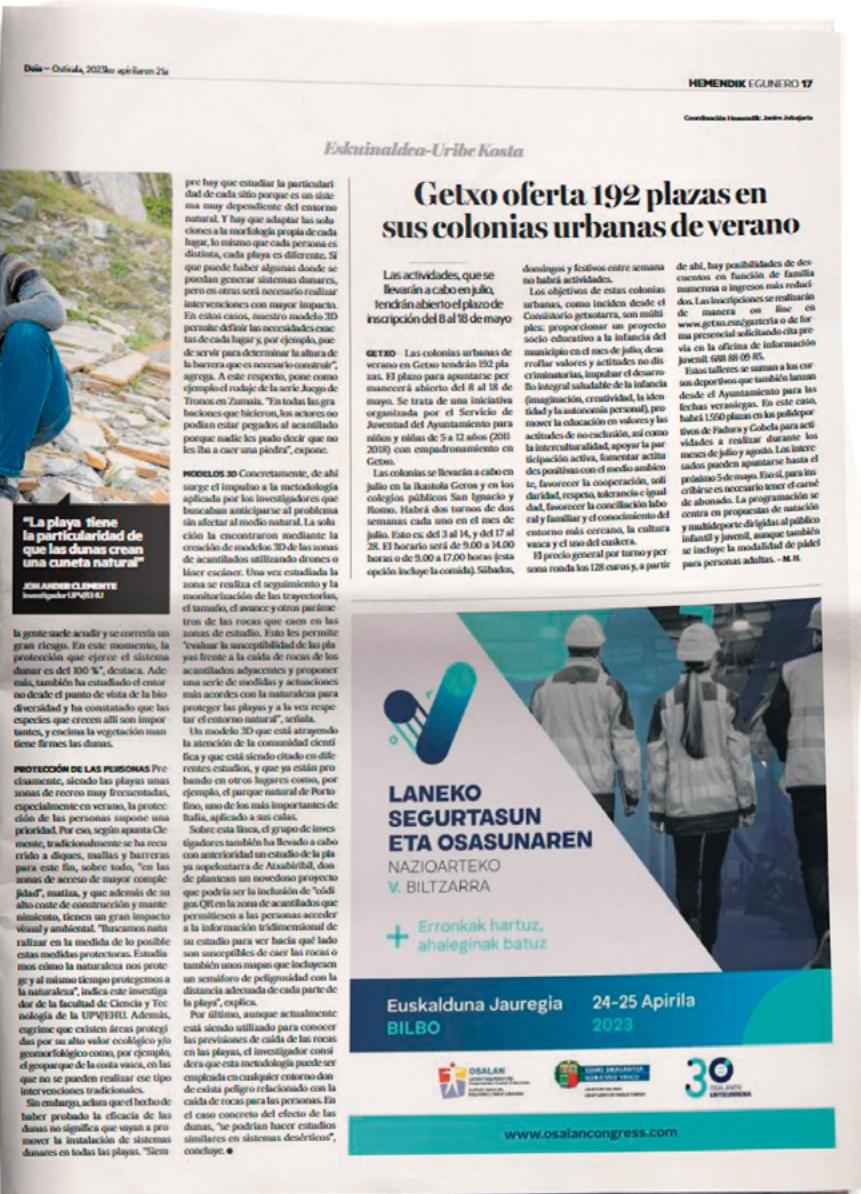 Deia — Ostirala, 2023ko apirilaren 21a
HEMENDIK EGUNERO 17
Coordinación Hemendik: Janire Jobajuria
Eskuinaldea-Uribe Kosta
"La playa tiene
la particularidad de
que las dunas crean
una cuneta natural"
JON ANDER CLEMENTE
Investigador UPV/EHU
la gente suele acudir y se correría un
gran riesgo. En este momento, la
protección que ejerce el sistema
dunar es del 100 %", destaca. Ade
más, también ha estudiado el entor
no desde el punto de vista de la bio
diversidad y ha constatado que las
especies que crecen allí son impor
tantes, y encima la vegetación man
tiene firmes las dunas.
PROTECCIÓN DE LAS PERSONAS Pre
cisamente, siendo las playas unas
zonas de recreo muy frecuentadas,
especialmente en verano, la protec
ción de las personas supone una
prioridad. Por eso, según apunta Cle
mente, tradicionalmente se ha recu
rrido a diques, mallas y barreras
para este fin, sobre todo, "en las
zonas de acceso de mayor comple
jidad", matiza, y que además de su
alto coste de construcción y mante
nimiento, tienen un gran impacto
visual y ambiental. "Buscamos natu
ralizar en la medida de lo posible
estas medidas protectoras. Estudia
mos cómo la naturaleza nos prote
ge y al mismo tiempo protegemos a
la naturaleza", indica este investiga
dor de la facultad de Ciencia y Tec
nología de la UPV/EHU. Además,
esgrime que existen áreas protegi
das por su alto valor ecológico y/o
geomorfológico como, por ejemplo,
el geoparque de la costa vasca, en las
que no se pueden realizar ese tipo
intervenciones tradicionales.
Sin embargo, aclara que el hecho de
haber probado la eficacia de las
dunas no significa que vayan a pro
mover la instalación de sistemas
dunares en todas las playas. "Siem
pre hay que estudiar la particulari
dad de cada sitio porque es un siste
ma muy dependiente del entorno
natural. Y hay que adaptar las solu
ciones a la morfología propia de cada
lugar, lo mismo que cada persona es
distinta, cada playa es diferente. Sí
que puede haber algunas donde se
puedan generar sistemas dunares,
pero en otras será necesario realizar
intervenciones con mayor impacto.
En estos casos, nuestro modelo 3D
permite definir las necesidades exac
tas de cada lugar y, por ejemplo, pue
de servir para determinar la altura de
la barrera que es necesario construir",
agrega. A este respecto, pone como
ejemplo el rodaje de la serie Juego de
Tronos en Zumaia. "En todas las gra
baciones que hicieron, los actores no
podían estar pegados al acantilado
porque nadie les pudo decir que no
les iba a caer una piedra", expone.
MODELOS 3D Concretamente, de ahí
surge el impulso a la metodología
aplicada por los investigadores que
buscaban anticiparse al problema
sin afectar al medio natural. La solu
ción la encontraron mediante la
creación de modelos 3D de las zonas
de acantilados utilizando drones o
láser escáner. Una vez estudiada la
zona se realiza el seguimiento y la
monitorización de las trayectorias,
el tamaño, el avance y otros paráme
tros de las rocas que caen en las
zonas de estudio. Esto les permite
"evaluar la susceptibilidad de las pla
yas frente a la caída de rocas de los
acantilados adyacentes y proponer
una serie de medidas y actuaciones
más acordes con la naturaleza para
proteger las playas y a la vez respe
tar el entorno natural", señala.
Un modelo 3D que está atrayendo
la atención de la comunidad cientí
fica y que está siendo citado en dife
rentes estudios, y que ya están pro
bando en otros lugares como, por
ejemplo, el parque natural de Porto
fino, uno de los más importantes de
Italia, aplicado a sus calas.
Sobre esta línea, el grupo de inves
tigadores también ha llevado a cabo
con anterioridad un estudio de la pla
ya sopeloztarra de Atxabiribil, don
de plantean un novedoso proyecto
que podría ser la inclusión de "códi
gos QR en la zona de acantilados que
permitiesen a las personas acceder
a la información tridimensional de
su estudio para ver hacia qué lado
son susceptibles de caer las rocas o
también unos mapas que incluyesen
un semáforo de peligrosidad con la
distancia adecuada de cada parte de
la playa", explica.
Por último, aunque actualmente
está siendo utilizado para conocer
las previsiones de caída de las rocas
en las playas, el investigador consi
dera que esta metodología puede ser
empleada en cualquier entorno don
de exista peligro relacionado con la
caída de rocas para las personas. En
el caso concreto del efecto de las
dunas, "se podrían hacer estudios
similares en sistemas desérticos",
concluye. ●
Getxo oferta 192 plazas en
sus colonias urbanas de verano
Las actividades, que se
llevarán a cabo en julio,
tendrán abierto el plazo de
inscripción del 8 al 18 de mayo
GETXO – Las colonias urbanas de
verano en Getxo tendrán 192 pla
zas. El plazo para apuntarse per
manecerá abierto del 8 al 18 de
mayo. Se trata de una iniciativa
organizada por el Servicio de
Juventud del Ayuntamiento para
niños y niñas de 5 a 12 años (2011-
2018) con empadronamiento en
Getxo.
Las colonias se llevarán a cabo en
julio en la ikastola Geroa y en los
colegios públicos San Ignacio y
Romo. Habrá dos turnos de dos
semanas cada uno en el mes de
julio. Esto es: del 3 al 14, y del 17 al
28. El horario será de 9.00 a 14.00
horas o de 9.00 a 17.00 horas (esta
opción incluye la comida). Sábados,
domingos y festivos entre semana
no habrá actividades.
Los objetivos de estas colonias
urbanas, como inciden desde el
Consistorio getxotarra, son múlti
ples: proporcionar un proyecto
socio educativo a la infancia del
municipio en el mes de julio, desa
rrollar valores y actitudes no dis
criminatorias, impulsar el desarro
llo integral saludable de la infancia
(imaginación, creatividad, la iden
tidad y la autonomía personal), pro
mover la educación en valores y las
actitudes de no exclusión, así como
la interculturalidad, apoyar la par
ticipación activa, fomentar actitu
des positivas con el medio ambien
te, favorecer la cooperación, soli
daridad, respeto, tolerancia e igual
dad, favorecer la conciliación labo
ral y familiar y el conocimiento del
entorno más cercano, la cultura
vasca y el uso del euskera.
El precio general por turno y per
sona ronda los 128 euros y, a partir
de ahí, hay posibilidades de des
cuentos en función de familia
numerosa o ingresos más reduci
dos. Las inscripciones se realizarán
de manera on line en
www.getxo.eus/gazteria o de for
ma presencial solicitando cita pre
via en la oficina de información
juvenil: 688 88 09 85.
Estos talleres se suman a los cur
sos deportivos que también lanzan
desde el Ayuntamiento para las
fechas veraniegas. En este caso,
habrá 1.550 plazas en los polidepor
tivos de Fadura y Gobela para acti
vidades a realizar durante los
meses de julio y agosto. Los intere
sados pueden apuntarse hasta el
próximo 5 de mayo. Eso sí, para ins
cribirse es necesario tener el carné
de abonado. La programación se
centra en propuestas de natación
y multideporte dirigidas al público
infantil y juvenil, aunque también
se incluye la modalidad de pádel
para personas adultas. – M. H.
LANEKO
SEGURTASUN
ETA OSASUNAREN
NAZIOARTEKO
V. BILTZARRA
+ Erronkak hartuz,
ahaleginak batuz
Euskalduna Jauregia
BILBO
24-25 Apirila
2023
OSALAN
EUSKO JAURLARITZA
GOBIERNO VASCO
30
OSALANEN
URTEURRENA
www.osalancongress.com